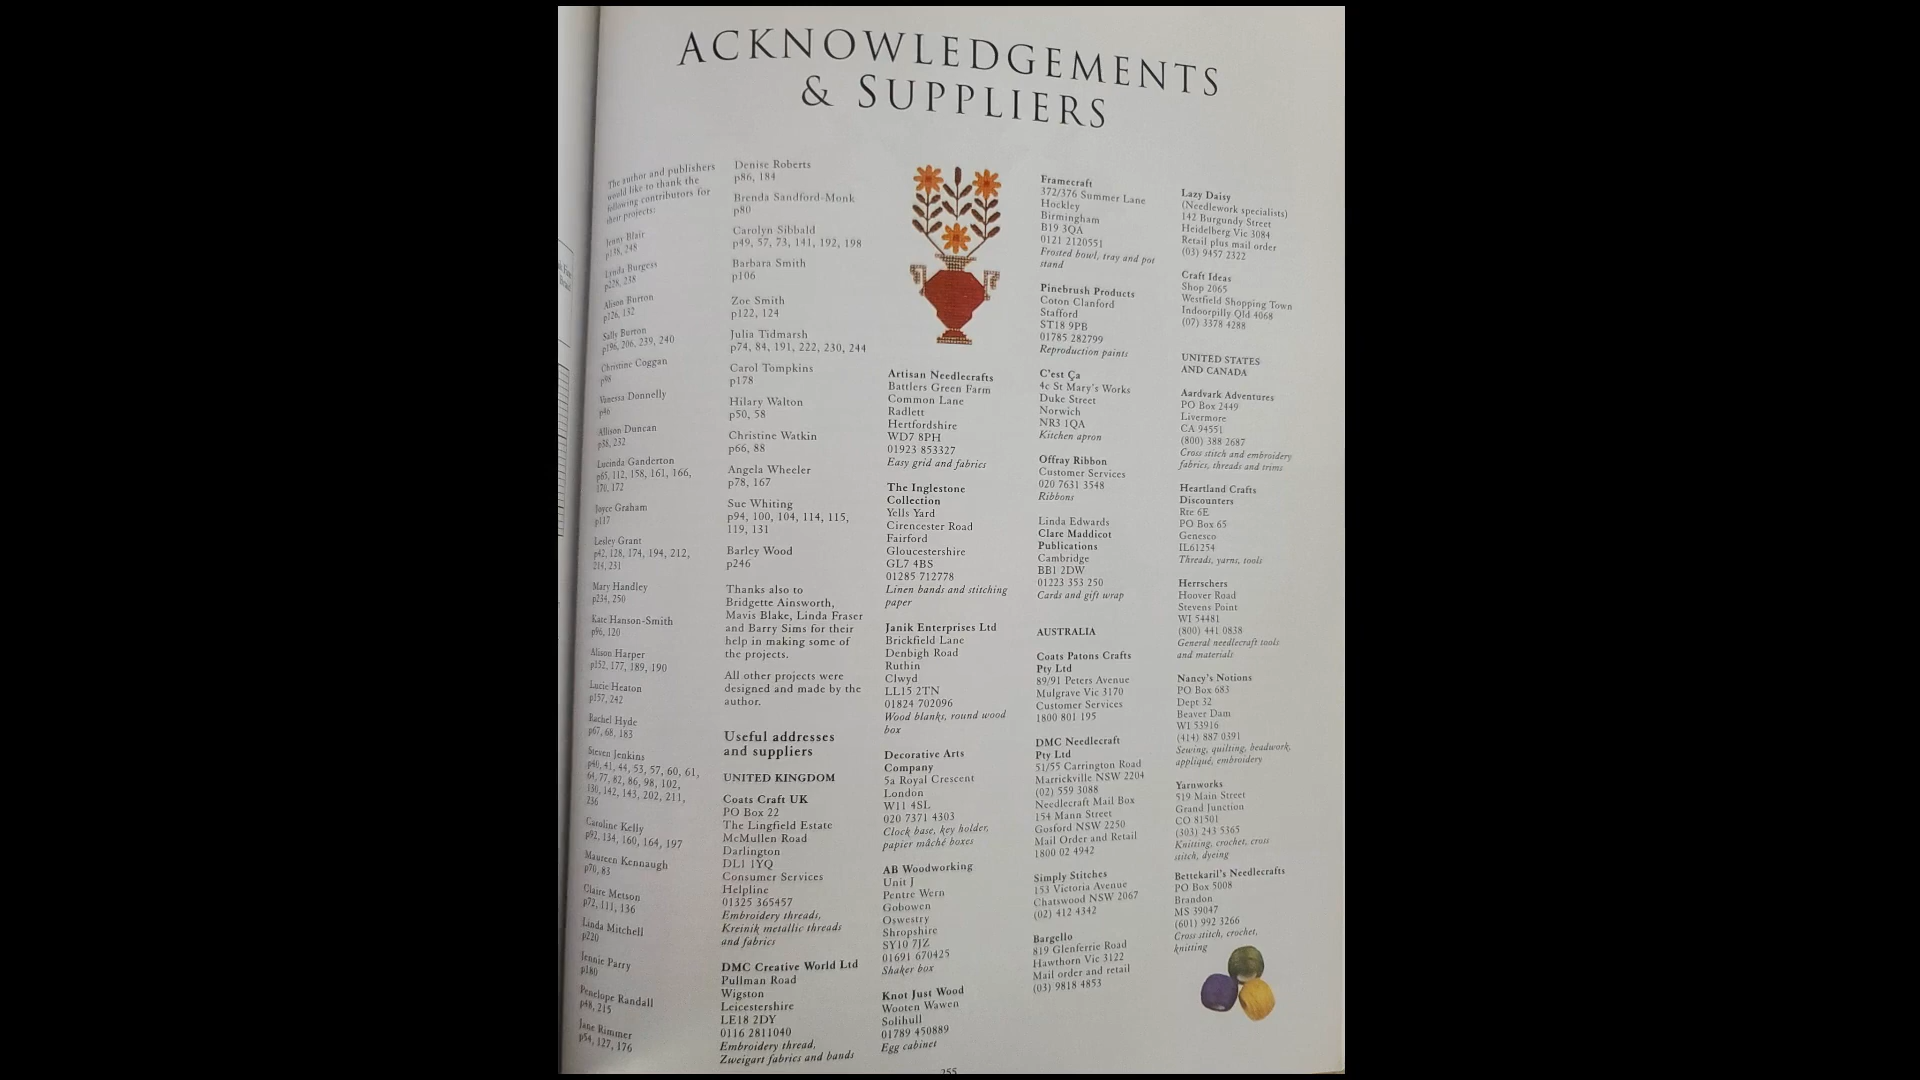 ACKNOWLEDGEMENTS
& SUPPLIERS
The author and publishers
would like to thank the
following contributors for
their projects:
Jenny Blair
p138, 248
Lynda Burgess
p228, 238
Alison Burton
p126, 132
Sally Burton
p196, 206, 239, 240
Christine Coggan
p98
Vanessa Donnelly
p46
Allison Duncan
p38, 232
Lucinda Ganderton
p65, 112, 158, 161, 166,
170, 172
Joyce Graham
p117
Lesley Grant
p42, 128, 174, 194, 212,
214, 231
Mary Handley
p234, 250
Kate Hanson-Smith
p96, 120
Alison Harper
p152, 177, 189, 190
Lucie Heaton
p157, 242
Rachel Hyde
p67, 68, 183
Steven Jenkins
p40, 41, 44, 53, 57, 60, 61,
64, 77, 82, 86, 98, 102,
130, 142, 143, 202, 211,
236
Caroline Kelly
p92, 134, 160, 164, 197
Maureen Kennaugh
p70, 83
Claire Metson
p72, 111, 136
Linda Mitchell
p220
Jennie Parry
p180
Penelope Randall
p48, 215
Jane Rimmer
p54, 127, 176
Denise Roberts
p86, 184
Brenda Sandford-Monk
p80
Carolyn Sibbald
p49, 57, 73, 141, 192, 198
Barbara Smith
p106
Zoe Smith
p122, 124
Julia Tidmarsh
p74, 84, 191, 222, 230, 244
Carol Tompkins
p178
Hilary Walton
p50, 58
Christine Watkin
p66, 88
Angela Wheeler
p78, 167
Sue Whiting
p94, 100, 104, 114, 115,
119, 131
Barley Wood
p246
Thanks also to
Bridgette Ainsworth,
Mavis Blake, Linda Fraser
and Barry Sims for their
help in making some of
the projects.
All other projects were
designed and made by the
author.
Useful addresses
and suppliers
UNITED KINGDOM
Coats Craft UK
PO Box 22
The Lingfield Estate
McMullen Road
Darlington
DL1 1YQ
Consumer Services
Helpline
01325 365457
Embroidery threads,
Kreinik metallic threads
and fabrics
DMC Creative World Ltd
Pullman Road
Wigston
Leicestershire
LE18 2DY
0116 2811040
Embroidery thread,
Zweigart fabrics and bands
Artisan Needlecrafts
Battlers Green Farm
Common Lane
Radlett
Hertfordshire
WD7 8PH
01923 853327
Easy grid and fabrics
The Inglestone
Collection
Yells Yard
Cirencester Road
Fairford
Gloucestershire
GL7 4BS
01285 712778
Linen bands and stitching
paper
Janik Enterprises Ltd
Brickfield Lane
Denbigh Road
Ruthin
Clwyd
LL15 2TN
01824 702096
Wood blanks, round wood
box
Decorative Arts
Company
5a Royal Crescent
London
W11 4SL
020 7371 4303
Clock base, key holder,
papier mâché boxes
AB Woodworking
Unit J
Pentre Wern
Gobowen
Oswestry
Shropshire
SY10 7JZ
01691 670425
Shaker box
Knot Just Wood
Wooten Wawen
Solihull
01789 450889
Egg cabinet
Framecraft
372/376 Summer Lane
Hockley
Birmingham
B19 3QA
0121 2120551
Frosted bowl, tray and pot
stand
Pinebrush Products
Coton Clanford
Stafford
ST18 9PB
01785 282799
Reproduction paints
C'est Ça
4c St Mary's Works
Duke Street
Norwich
NR3 1QA
Kitchen apron
Offray Ribbon
Customer Services
020 7631 3548
Ribbons
Linda Edwards
Clare Maddicot
Publications
Cambridge
BB1 2DW
01223 353 250
Cards and gift wrap
AUSTRALIA
Coats Patons Crafts
Pty Ltd
89/91 Peters Avenue
Mulgrave Vic 3170
Customer Services
1800 801 195
DMC Needlecraft
Pty Ltd
51/55 Carrington Road
Marrickville NSW 2204
(02) 559 3088
Needlecraft Mail Box
154 Mann Street
Gosford NSW 2250
Mail Order and Retail
1800 02 4942
Simply Stitches
153 Victoria Avenue
Chatswood NSW 2067
(02) 412 4342
Bargello
819 Glenferrie Road
Hawthorn Vic 3122
Mail order and retail
(03) 9818 4853
Lazy Daisy
(Needlework specialists)
142 Burgundy Street
Heidelberg Vic 3084
Retail plus mail order
(03) 9457 2322
Craft Ideas
Shop 2065
Westfield Shopping Town
Indoorpilly Qld 4068
(07) 3378 4288
UNITED STATES
AND CANADA
Aardvark Adventures
PO Box 2449
Livermore
CA 94551
(800) 388 2687
Cross stitch and embroidery
fabrics, threads and trims
Heartland Crafts
Discounters
Rte 6E
PO Box 65
Genesco
IL61254
Threads, yarns, tools
Herrschers
Hoover Road
Stevens Point
WI 54481
(800) 441 0838
General needlecraft tools
and materials
Nancy's Notions
PO Box 683
Dept 32
Beaver Dam
WI 53916
(414) 887 0391
Sewing, quilting, beadwork,
appliqué, embroidery
Yarnworks
519 Main Street
Grand Junction
CO 81501
(303) 243 5365
Knitting, crochet, cross
stitch, dyeing
Bettekaril's Needlecrafts
PO Box 5008
Brandon
MS 39047
(601) 992 3266
Cross stitch, crochet,
knitting
255